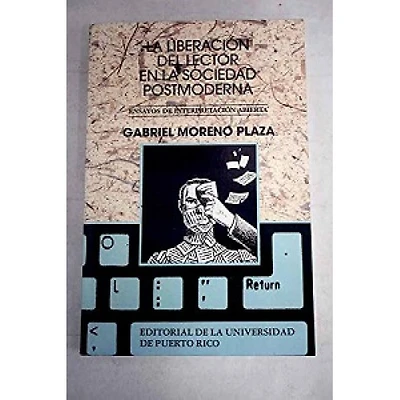 LA LIBERACIÓN
DEL LECTOR
EN LA SOCIEDAD
POSTMODERNA
ENSAYOS DE INTERPRETACIÓN ABIERTA
GABRIEL MORENO PLAZA
O
L : ; " ' Return
< ,
EDITORIAL DE LA UNIVERSIDAD
DE PUERTO RICO